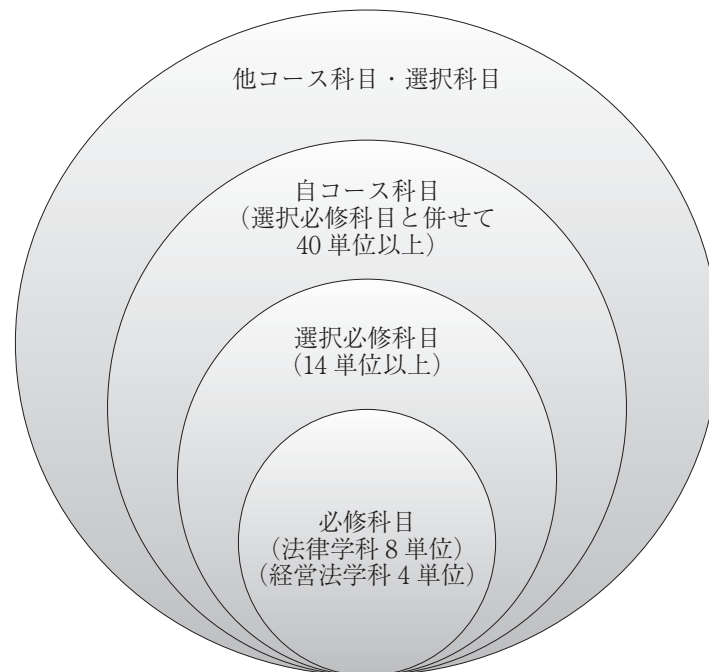 他コース科目・選択科目
自コース科目
（選択必修科目と併せて
40 単位以上）
選択必修科目
（14 単位以上）
必修科目
（法律学科 8 単位）
（経営法学科 4 単位）